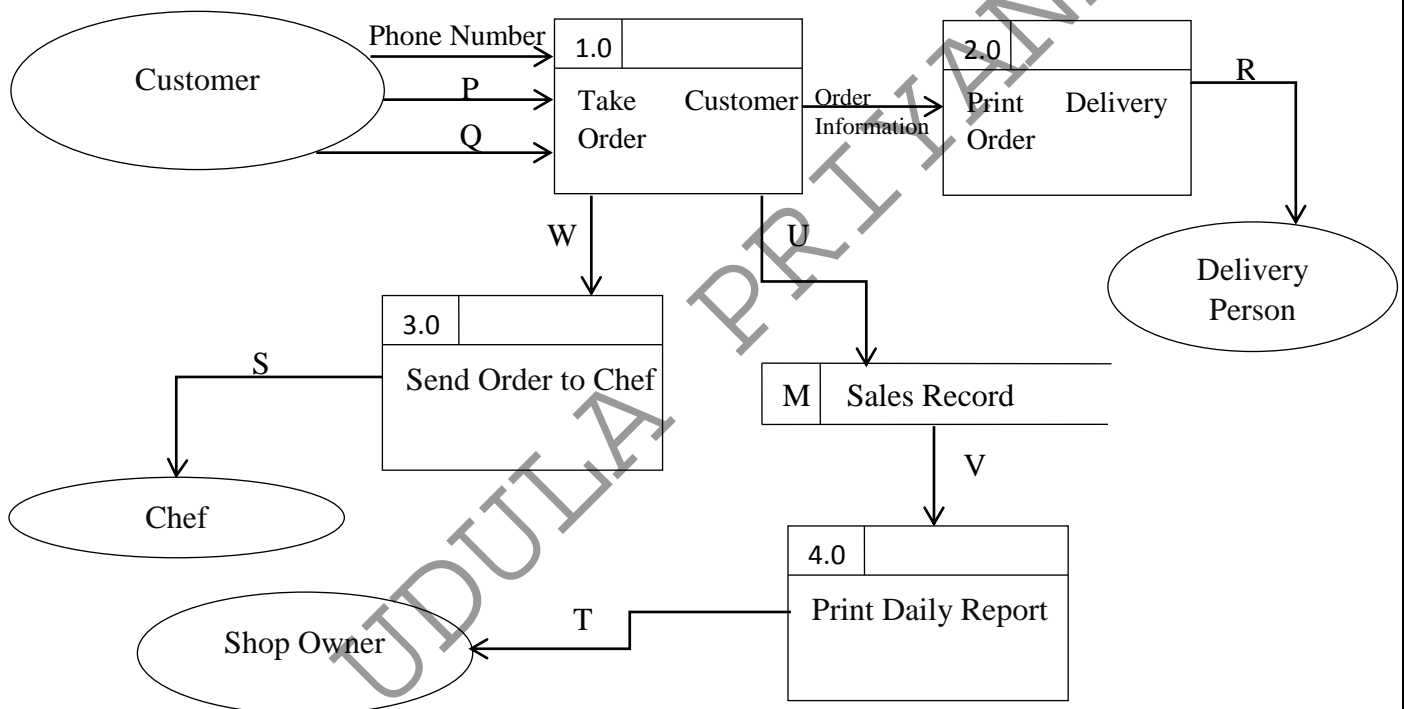 Phone Number
Customer
P
Q
1.0
Take Customer
Order
Order
Information
2.0
Print Delivery
Order
R
W
U
Delivery
Person
3.0
Send Order to Chef
S
M Sales Record
V
Chef
4.0
Print Daily Report
T
Shop Owner
UDULA PRIYAN